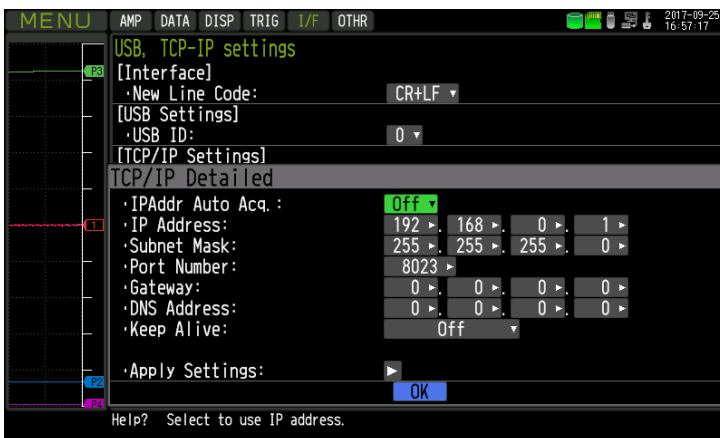 MENU AMP DATA DISP TRIG I/F OTHR 2017-09-25
16:57:17
USB, TCP-IP settings
P3 [Interface]
·New Line Code: CR+LF
[USB Settings]
·USB ID: 0
[TCP/IP Settings]
TCP/IP Detailed
·IPAddr Auto Acq.: Off
1 ·IP Address: 192. 168. 0. 1
·Subnet Mask: 255. 255. 255. 0
·Port Number: 8023
·Gateway: 0. 0. 0. 0
·DNS Address: 0. 0. 0. 0
·Keep Alive: Off
·Apply Settings:
P2 OK
P4
Help? Select to use IP address.